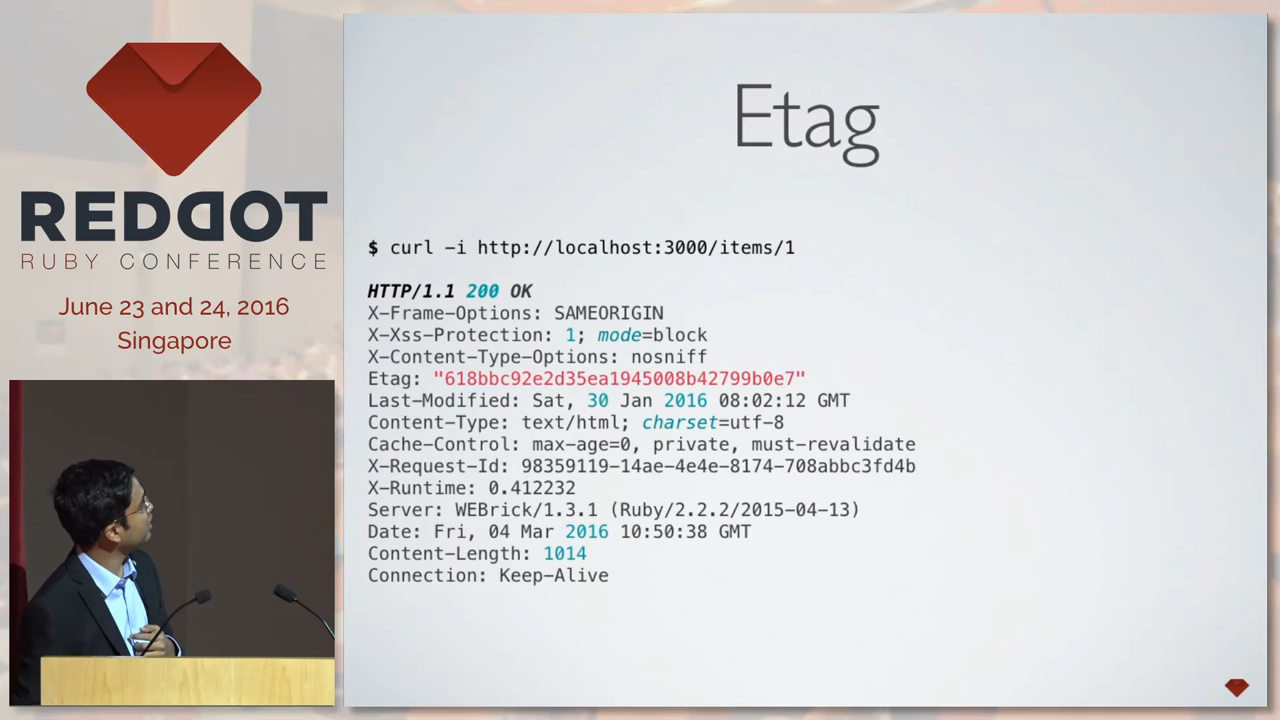 REDDOT
RUBY CONFERENCE
June 23 and 24, 2016
Singapore
Etag
$ curl -i http://localhost:3000/items/1
HTTP/1.1 200 OK
X-Frame-Options: SAMEORIGIN
X-Xss-Protection: 1; mode=block
X-Content-Type-Options: nosniff
Etag: "618bbc92e2d35ea1945008b42799b0e7"
Last-Modified: Sat, 30 Jan 2016 08:02:12 GMT
Content-Type: text/html; charset=utf-8
Cache-Control: max-age=0, private, must-revalidate
X-Request-Id: 98359119-14ae-4e4e-8174-708abbc3fd4b
X-Runtime: 0.412232
Server: WEBrick/1.3.1 (Ruby/2.2.2/2015-04-13)
Date: Fri, 04 Mar 2016 10:50:38 GMT
Content-Length: 1014
Connection: Keep-Alive